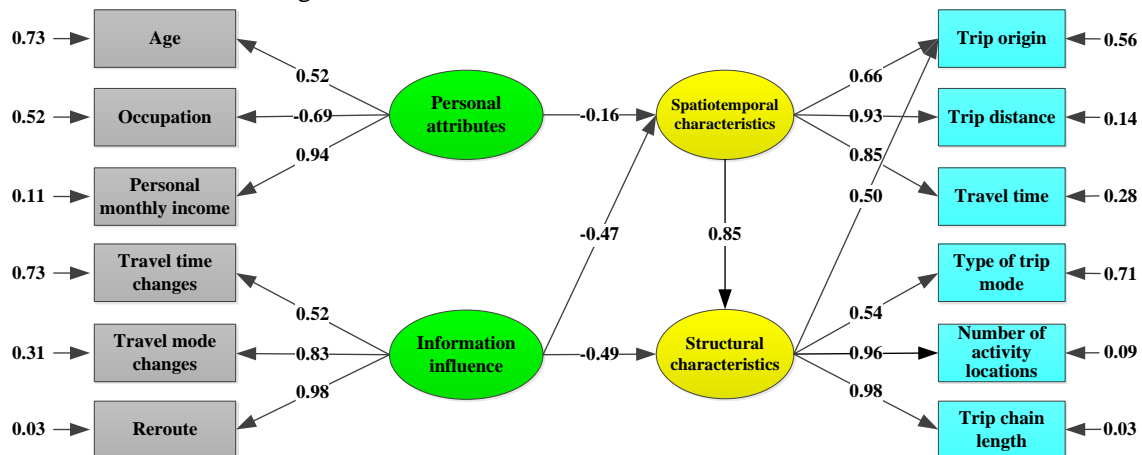 0.73
Age
0.52
Occupation
0.11
Personal
monthly income
0.73
Travel time
changes
0.31
Travel mode
changes
0.03
Reroute
0.52
-0.69
0.94
0.52
0.83
0.98
Personal
attributes
Information
influence
-0.16
-0.47
-0.49
Spatiotemporal
characteristics
0.85
Structural
characteristics
0.66
0.93
0.85
0.50
0.54
0.96
0.98
Trip origin
0.56
Trip distance
0.14
Travel time
0.28
Type of trip
mode
0.71
Number of
activity
locations
0.09
Trip chain
length
0.03